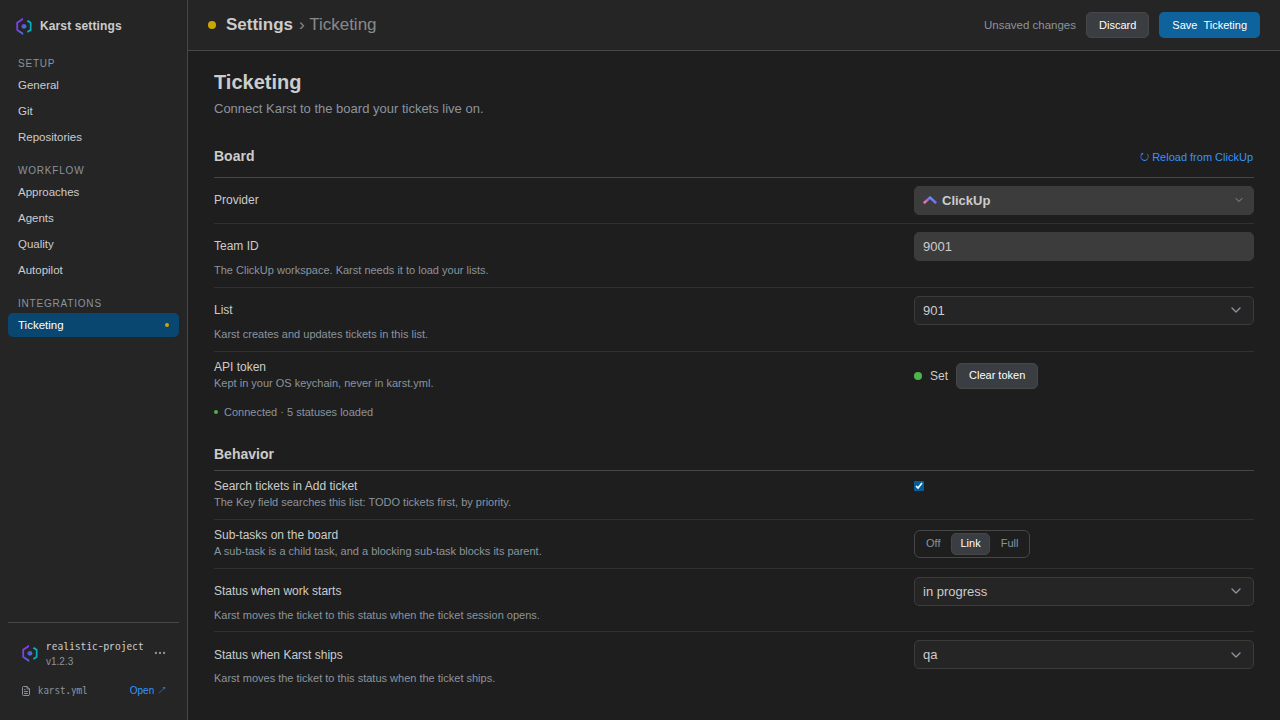 Karst settings
SETUP
General
Git
Repositories
WORKFLOW
Approaches
Agents
Quality
Autopilot
INTEGRATIONS
Ticketing
realistic-project
v1.2.3
karst.yml
Open ↗
Settings › Ticketing
Unsaved changes
Discard
Save Ticketing
Ticketing
Connect Karst to the board your tickets live on.
Board
Reload from ClickUp
Provider
ClickUp
Team ID
9001
The ClickUp workspace. Karst needs it to load your lists.
List
901
Karst creates and updates tickets in this list.
API token
Kept in your OS keychain, never in karst.yml.
Set
Clear token
Connected · 5 statuses loaded
Behavior
Search tickets in Add ticket
The Key field searches this list: TODO tickets first, by priority.
Sub-tasks on the board
A sub-task is a child task, and a blocking sub-task blocks its parent.
Off Link Full
Status when work starts
in progress
Karst moves the ticket to this status when the ticket session opens.
Status when Karst ships
qa
Karst moves the ticket to this status when the ticket ships.